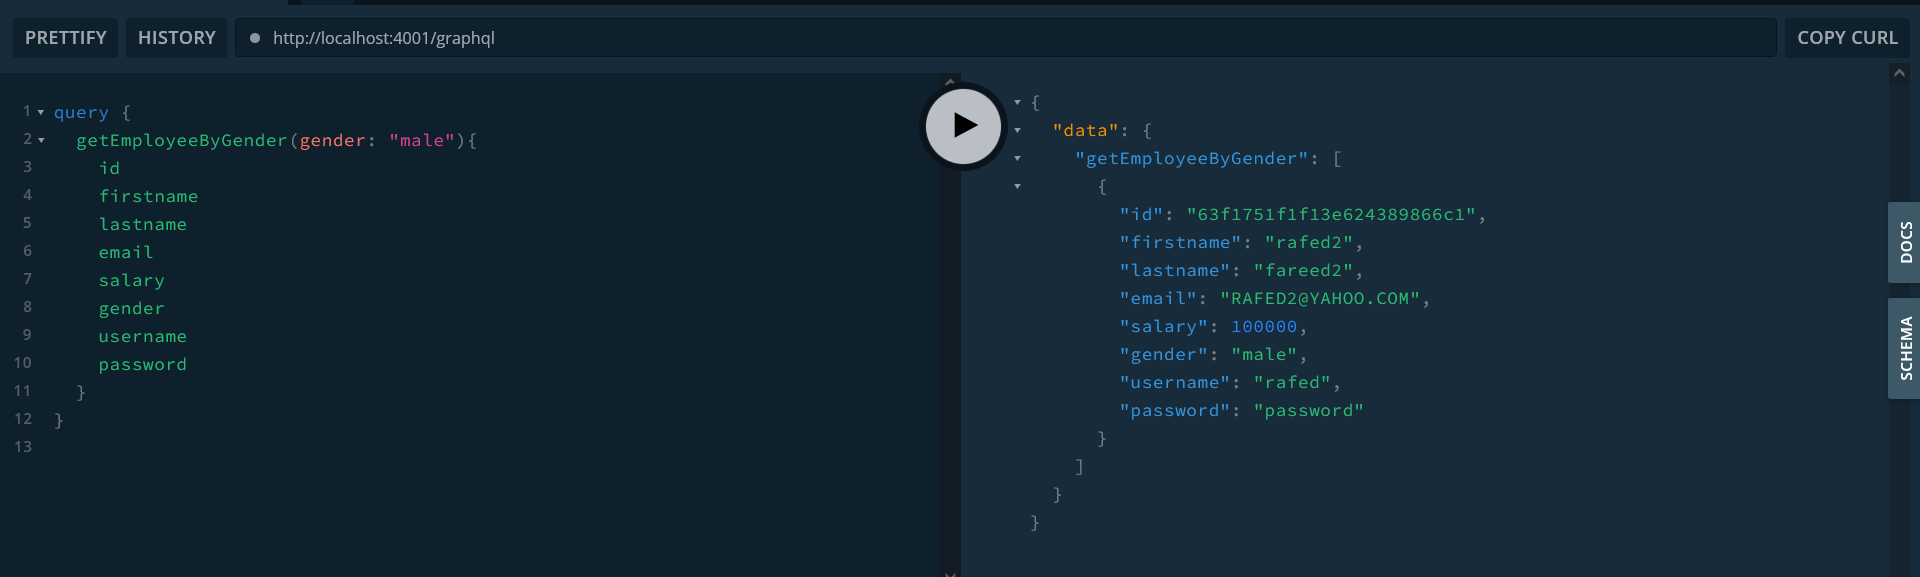 PRETTIFY HISTORY http://localhost:4001/graphql COPY CURL
1 query {
2 getEmployeeByGender(gender: "male"){
3 id
4 firstname
5 lastname
6 email
7 salary
8 gender
9 username
10 password
11 }
12 }
13
{
"data": {
"getEmployeeByGender": [
{
"id": "63f1751f1f13e624389866c1",
"firstname": "rafed2",
"lastname": "fareed2",
"email": "RAFED2@YAHOO.COM",
"salary": 100000,
"gender": "male",
"username": "rafed",
"password": "password"
}
]
}
}
DOCS
SCHEMA